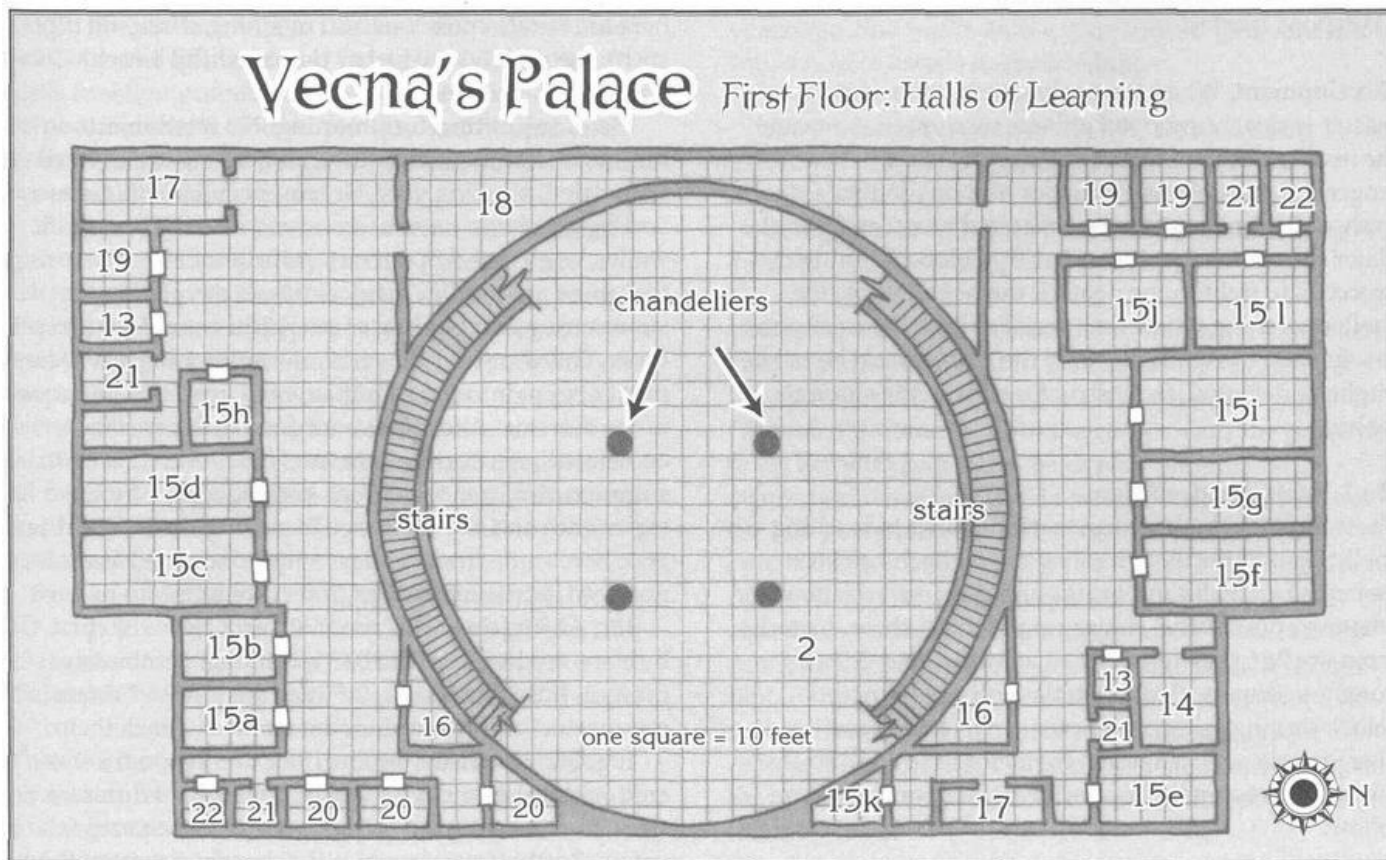 Vecna's Palace First Floor: Halls of Learning
17
18
19
19
21
22
19
chandeliers
15j
15l
13
21
15h
15i
15d
stairs
stairs
15g
15c
15f
15b
2
13
15a
16
16
14
one square = 10 feet
21
22
21
20
20
20
15k
17
15e
N